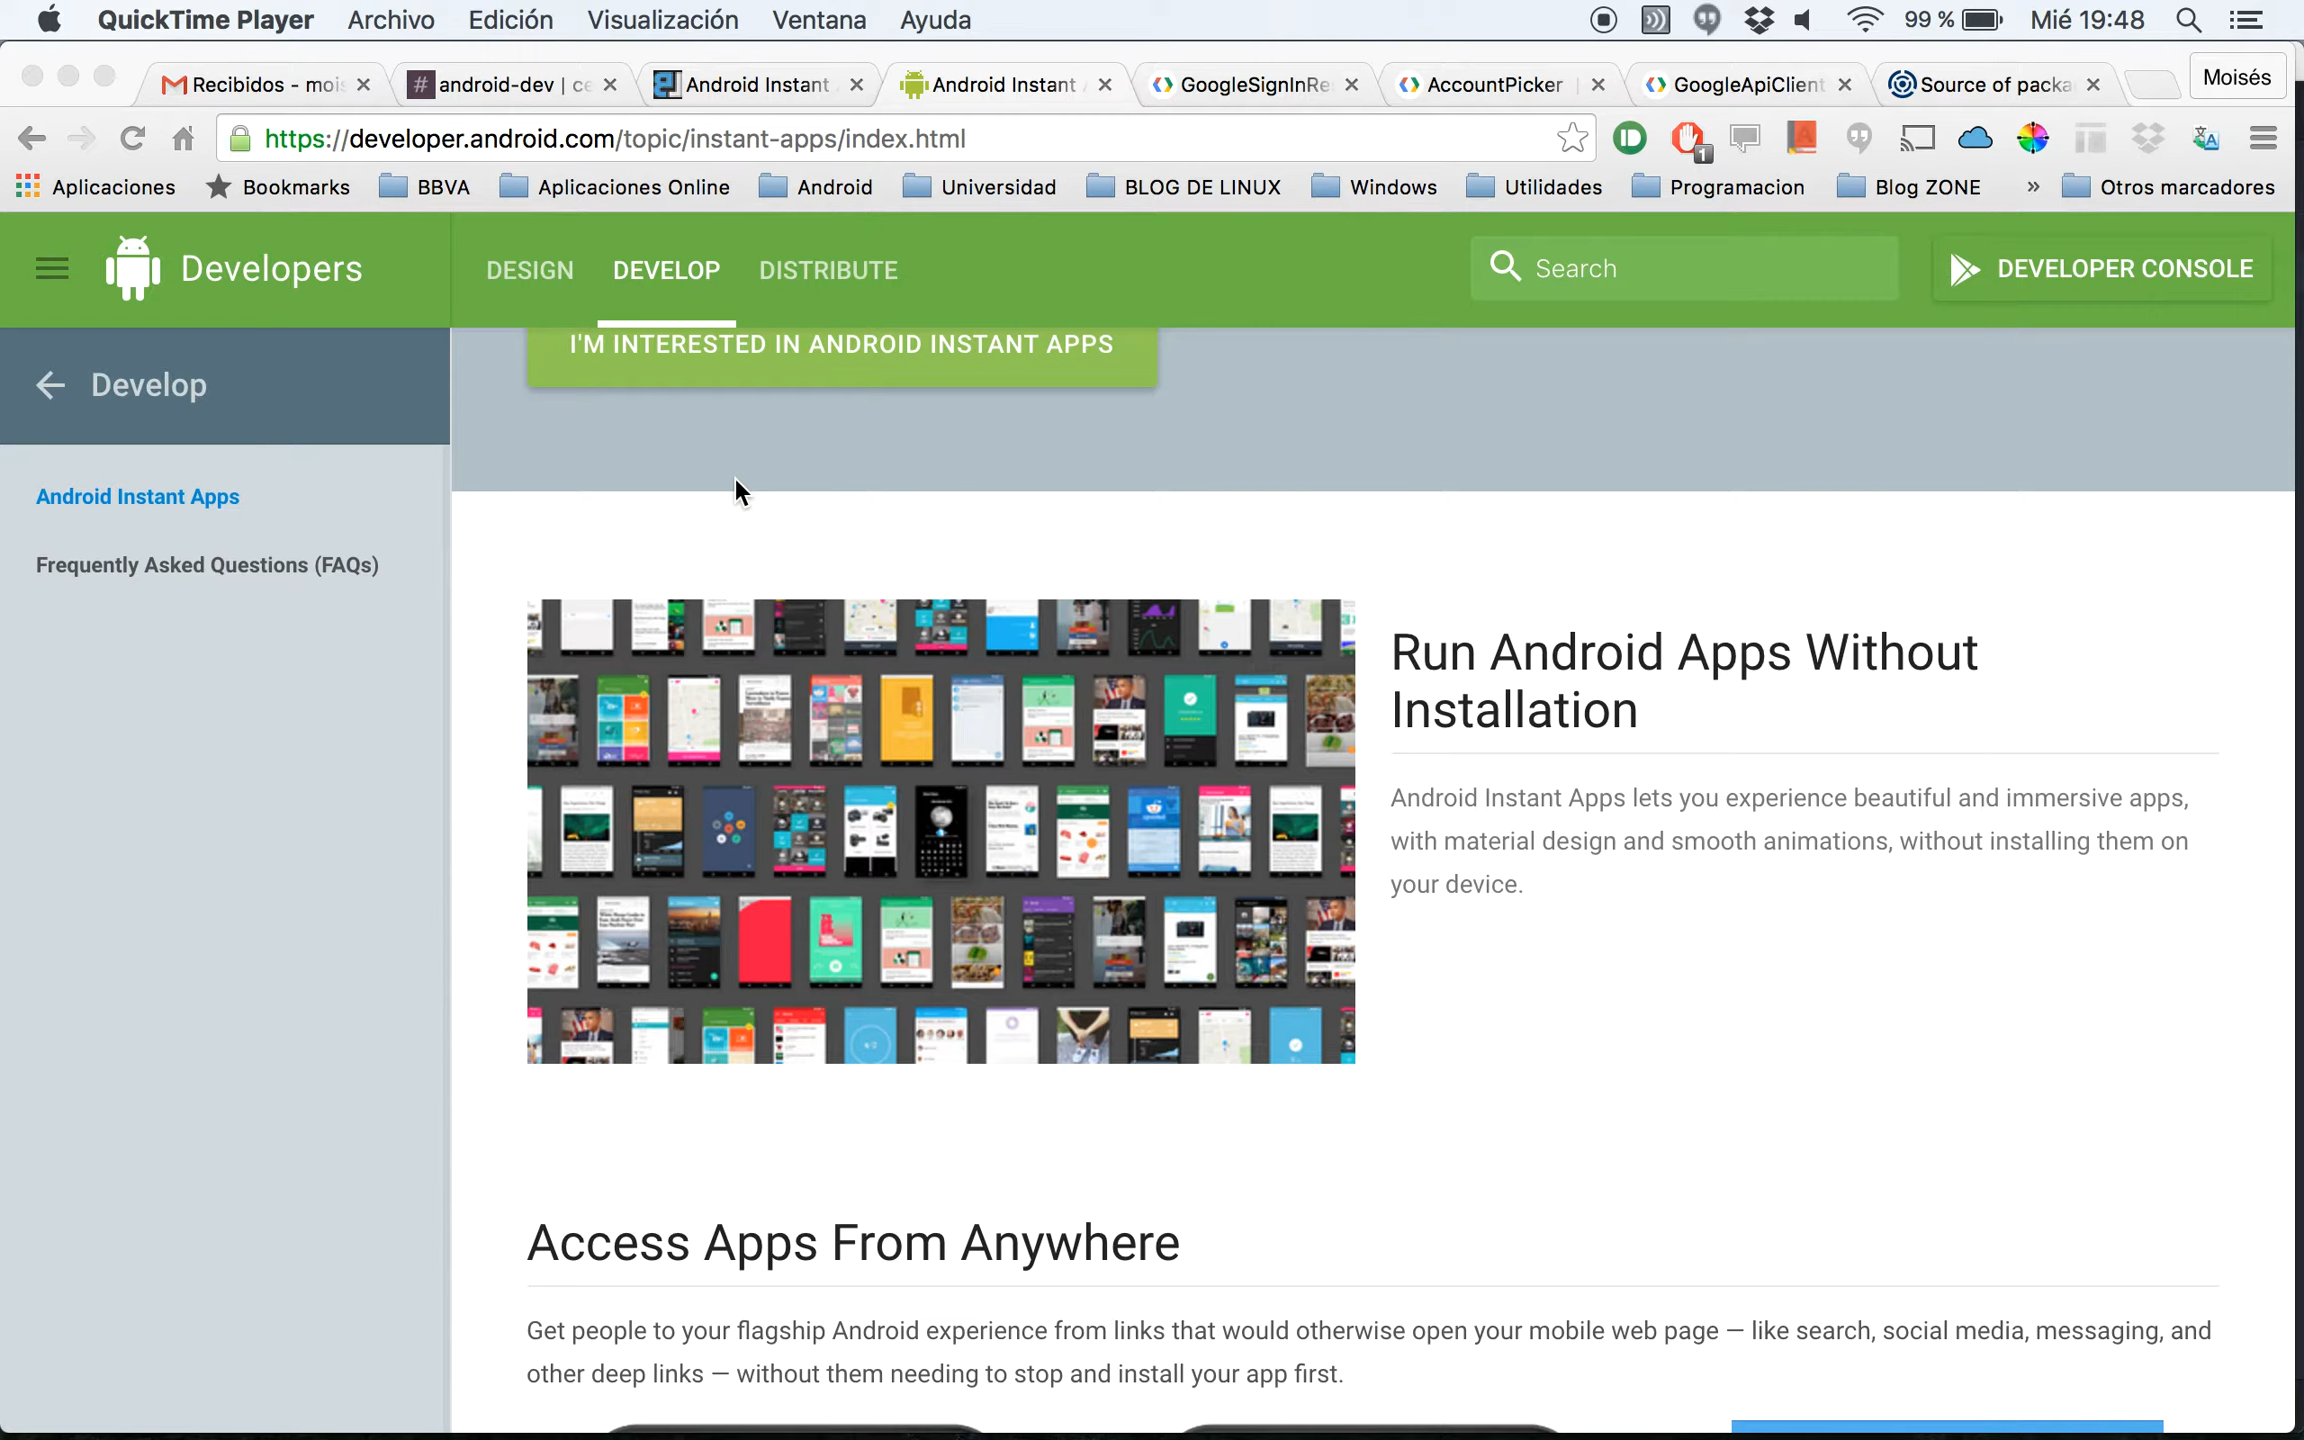 QuickTime Player Archivo Edición Visualización Ventana Ayuda 99 % Mié 19:48
Recibidos - mois android-dev | ce Android Instant Android Instant GoogleSignInRe AccountPicker GoogleApiClient Source of packa Moisés
https://developer.android.com/topic/instant-apps/index.html 1
Aplicaciones Bookmarks BBVA Aplicaciones Online Android Universidad BLOG DE LINUX Windows Utilidades Programacion Blog ZONE » Otros marcadores
Developers DESIGN DEVELOP DISTRIBUTE Search DEVELOPER CONSOLE
I'M INTERESTED IN ANDROID INSTANT APPS
Develop
Android Instant Apps
Frequently Asked Questions (FAQs)
Run Android Apps Without
Installation
Android Instant Apps lets you experience beautiful and immersive apps,
with material design and smooth animations, without installing them on
your device.
Access Apps From Anywhere
Get people to your flagship Android experience from links that would otherwise open your mobile web page — like search, social media, messaging, and
other deep links — without them needing to stop and install your app first.